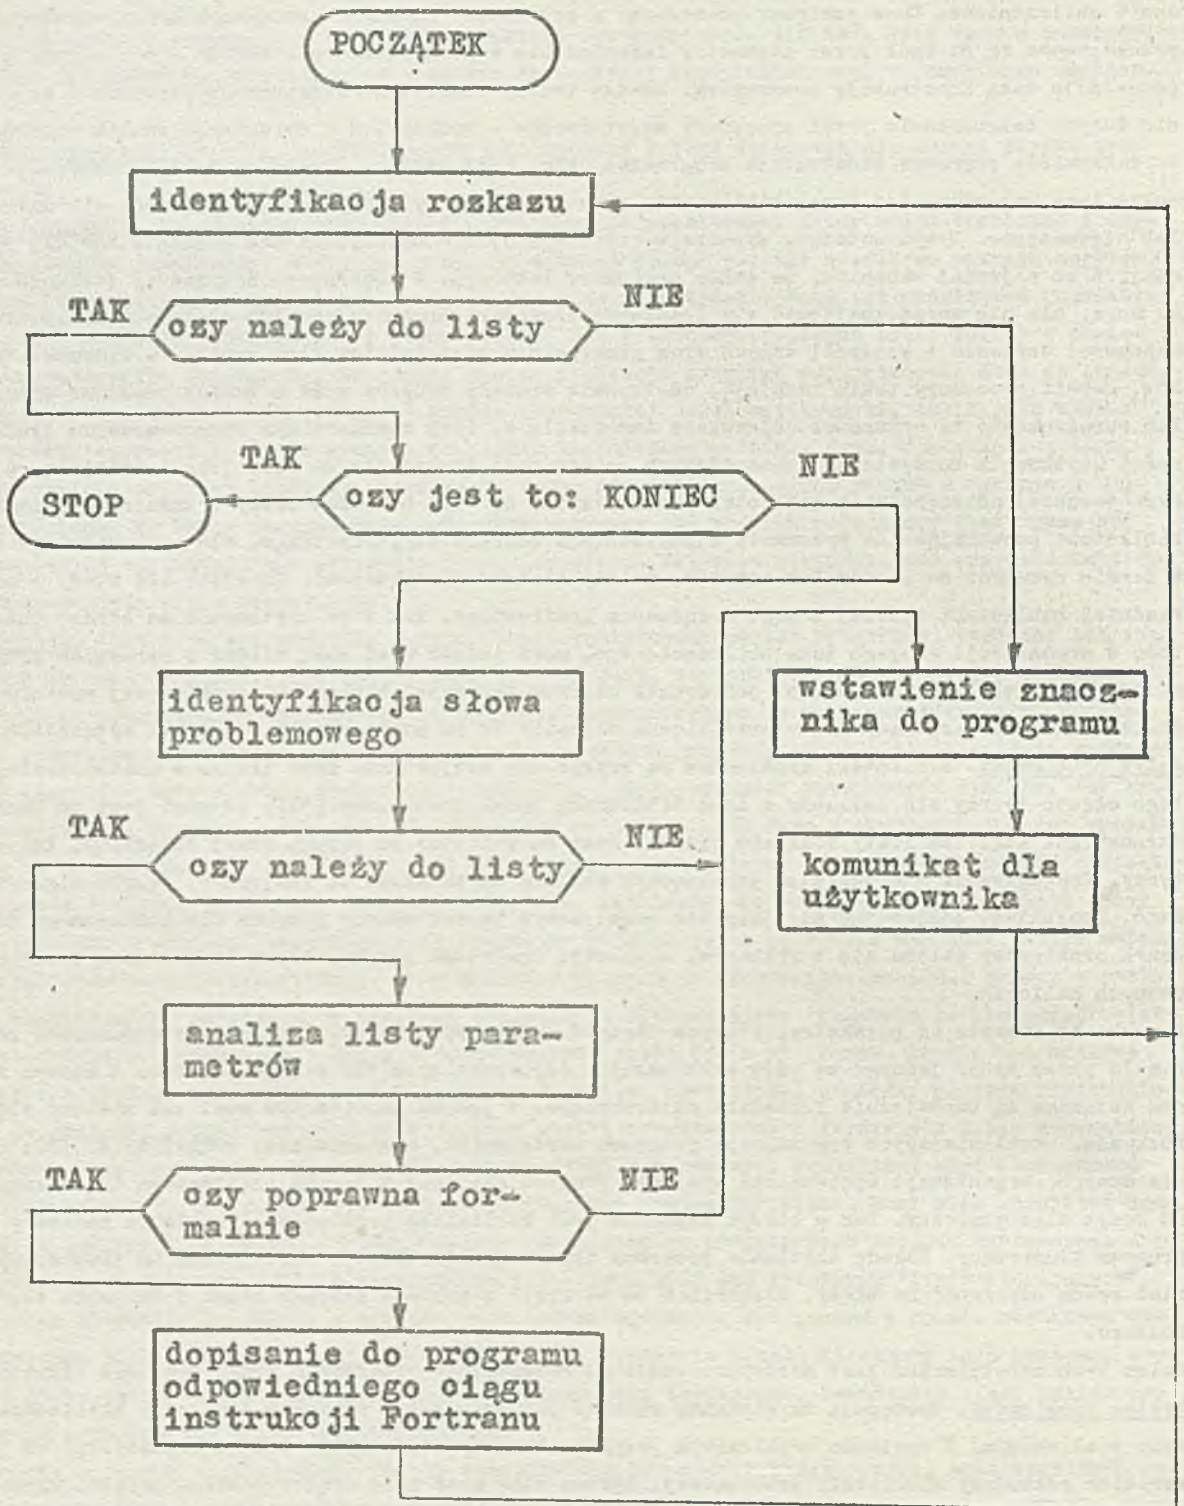 POCZĄTEK
identyfikacja rozkazu
TAK
NIE
czy należy do listy
TAK
NIE
STOP
czy jest to: KONIEC
identyfikacja słowa
problemowego
wstawienie znacz-
nika do programu
TAK
NIE
czy należy do listy
komunikat dla
użytkownika
analiza listy para-
metrów
TAK
NIE
czy poprawna for-
malnie
dopisanie do programu
odpowiedniego ciągu
instrukcji Fortranu